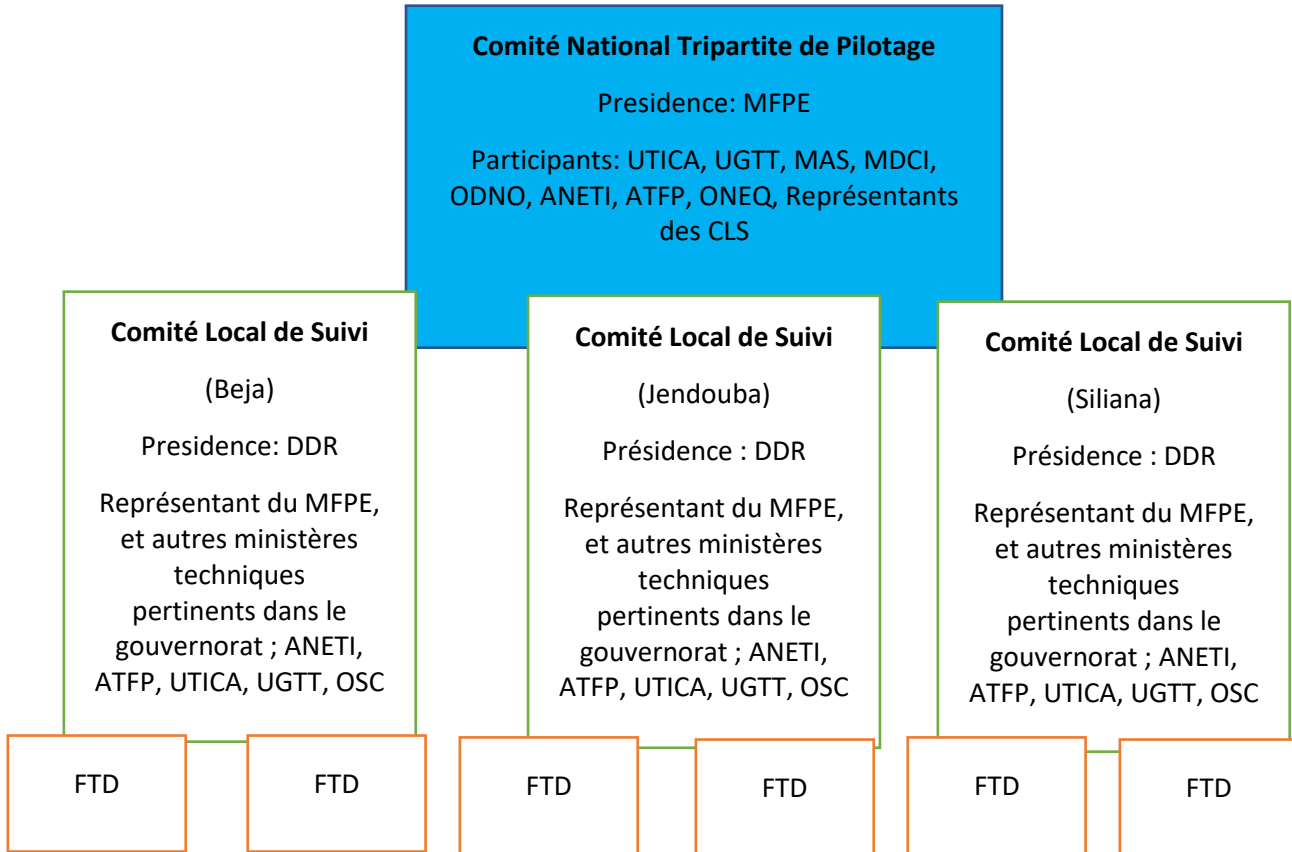 Comité National Tripartite de Pilotage
Presidence: MFPE
Participants: UTICA, UGTT, MAS, MDCI,
ODNO, ANETI, ATFP, ONEQ, Représentants
des CLS
Comité Local de Suivi
(Beja)
Presidence: DDR
Représentant du MFPE,
et autres ministères
techniques
pertinents dans le
gouvernorat ; ANETI,
ATFP, UTICA, UGTT, OSC
Comité Local de Suivi
(Jendouba)
Présidence : DDR
Représentant du MFPE,
et autres ministères
techniques
pertinents dans le
gouvernorat ; ANETI,
ATFP, UTICA, UGTT, OSC
Comité Local de Suivi
(Siliana)
Présidence : DDR
Représentant du MFPE,
et autres ministères
techniques
pertinents dans le
gouvernorat ; ANETI,
ATFP, UTICA, UGTT, OSC
FTD
FTD
FTD
FTD
FTD
FTD